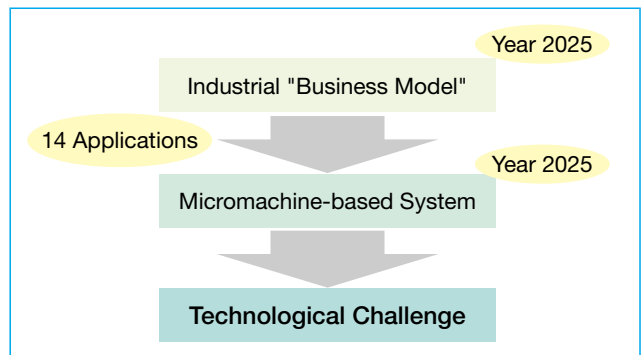 Year 2025
Industrial "Business Model"
14 Applications
Year 2025
Micromachine-based System
Technological Challenge